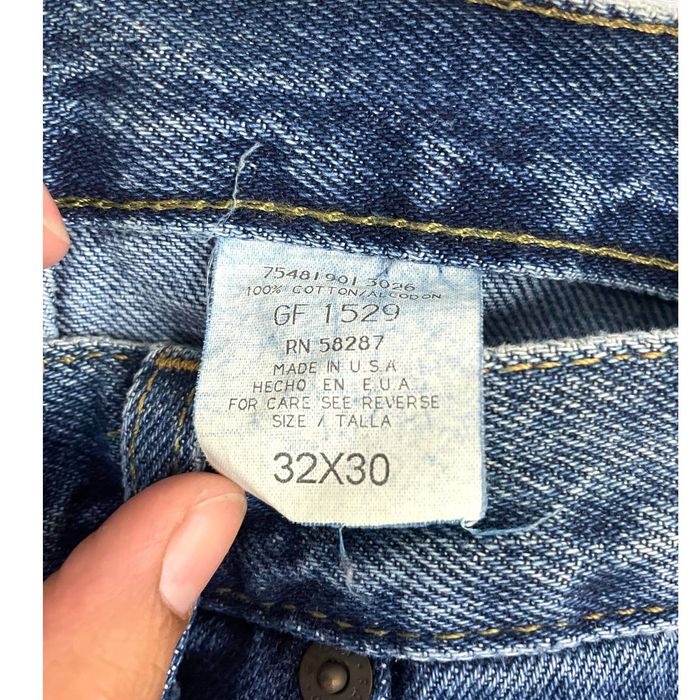 75481901 3026
100% COTTON/ALGODON
GF 1529
RN 58287
MADE IN U.S.A
HECHO EN E.U.A
FOR CARE SEE REVERSE
SIZE / TALLA
32X30